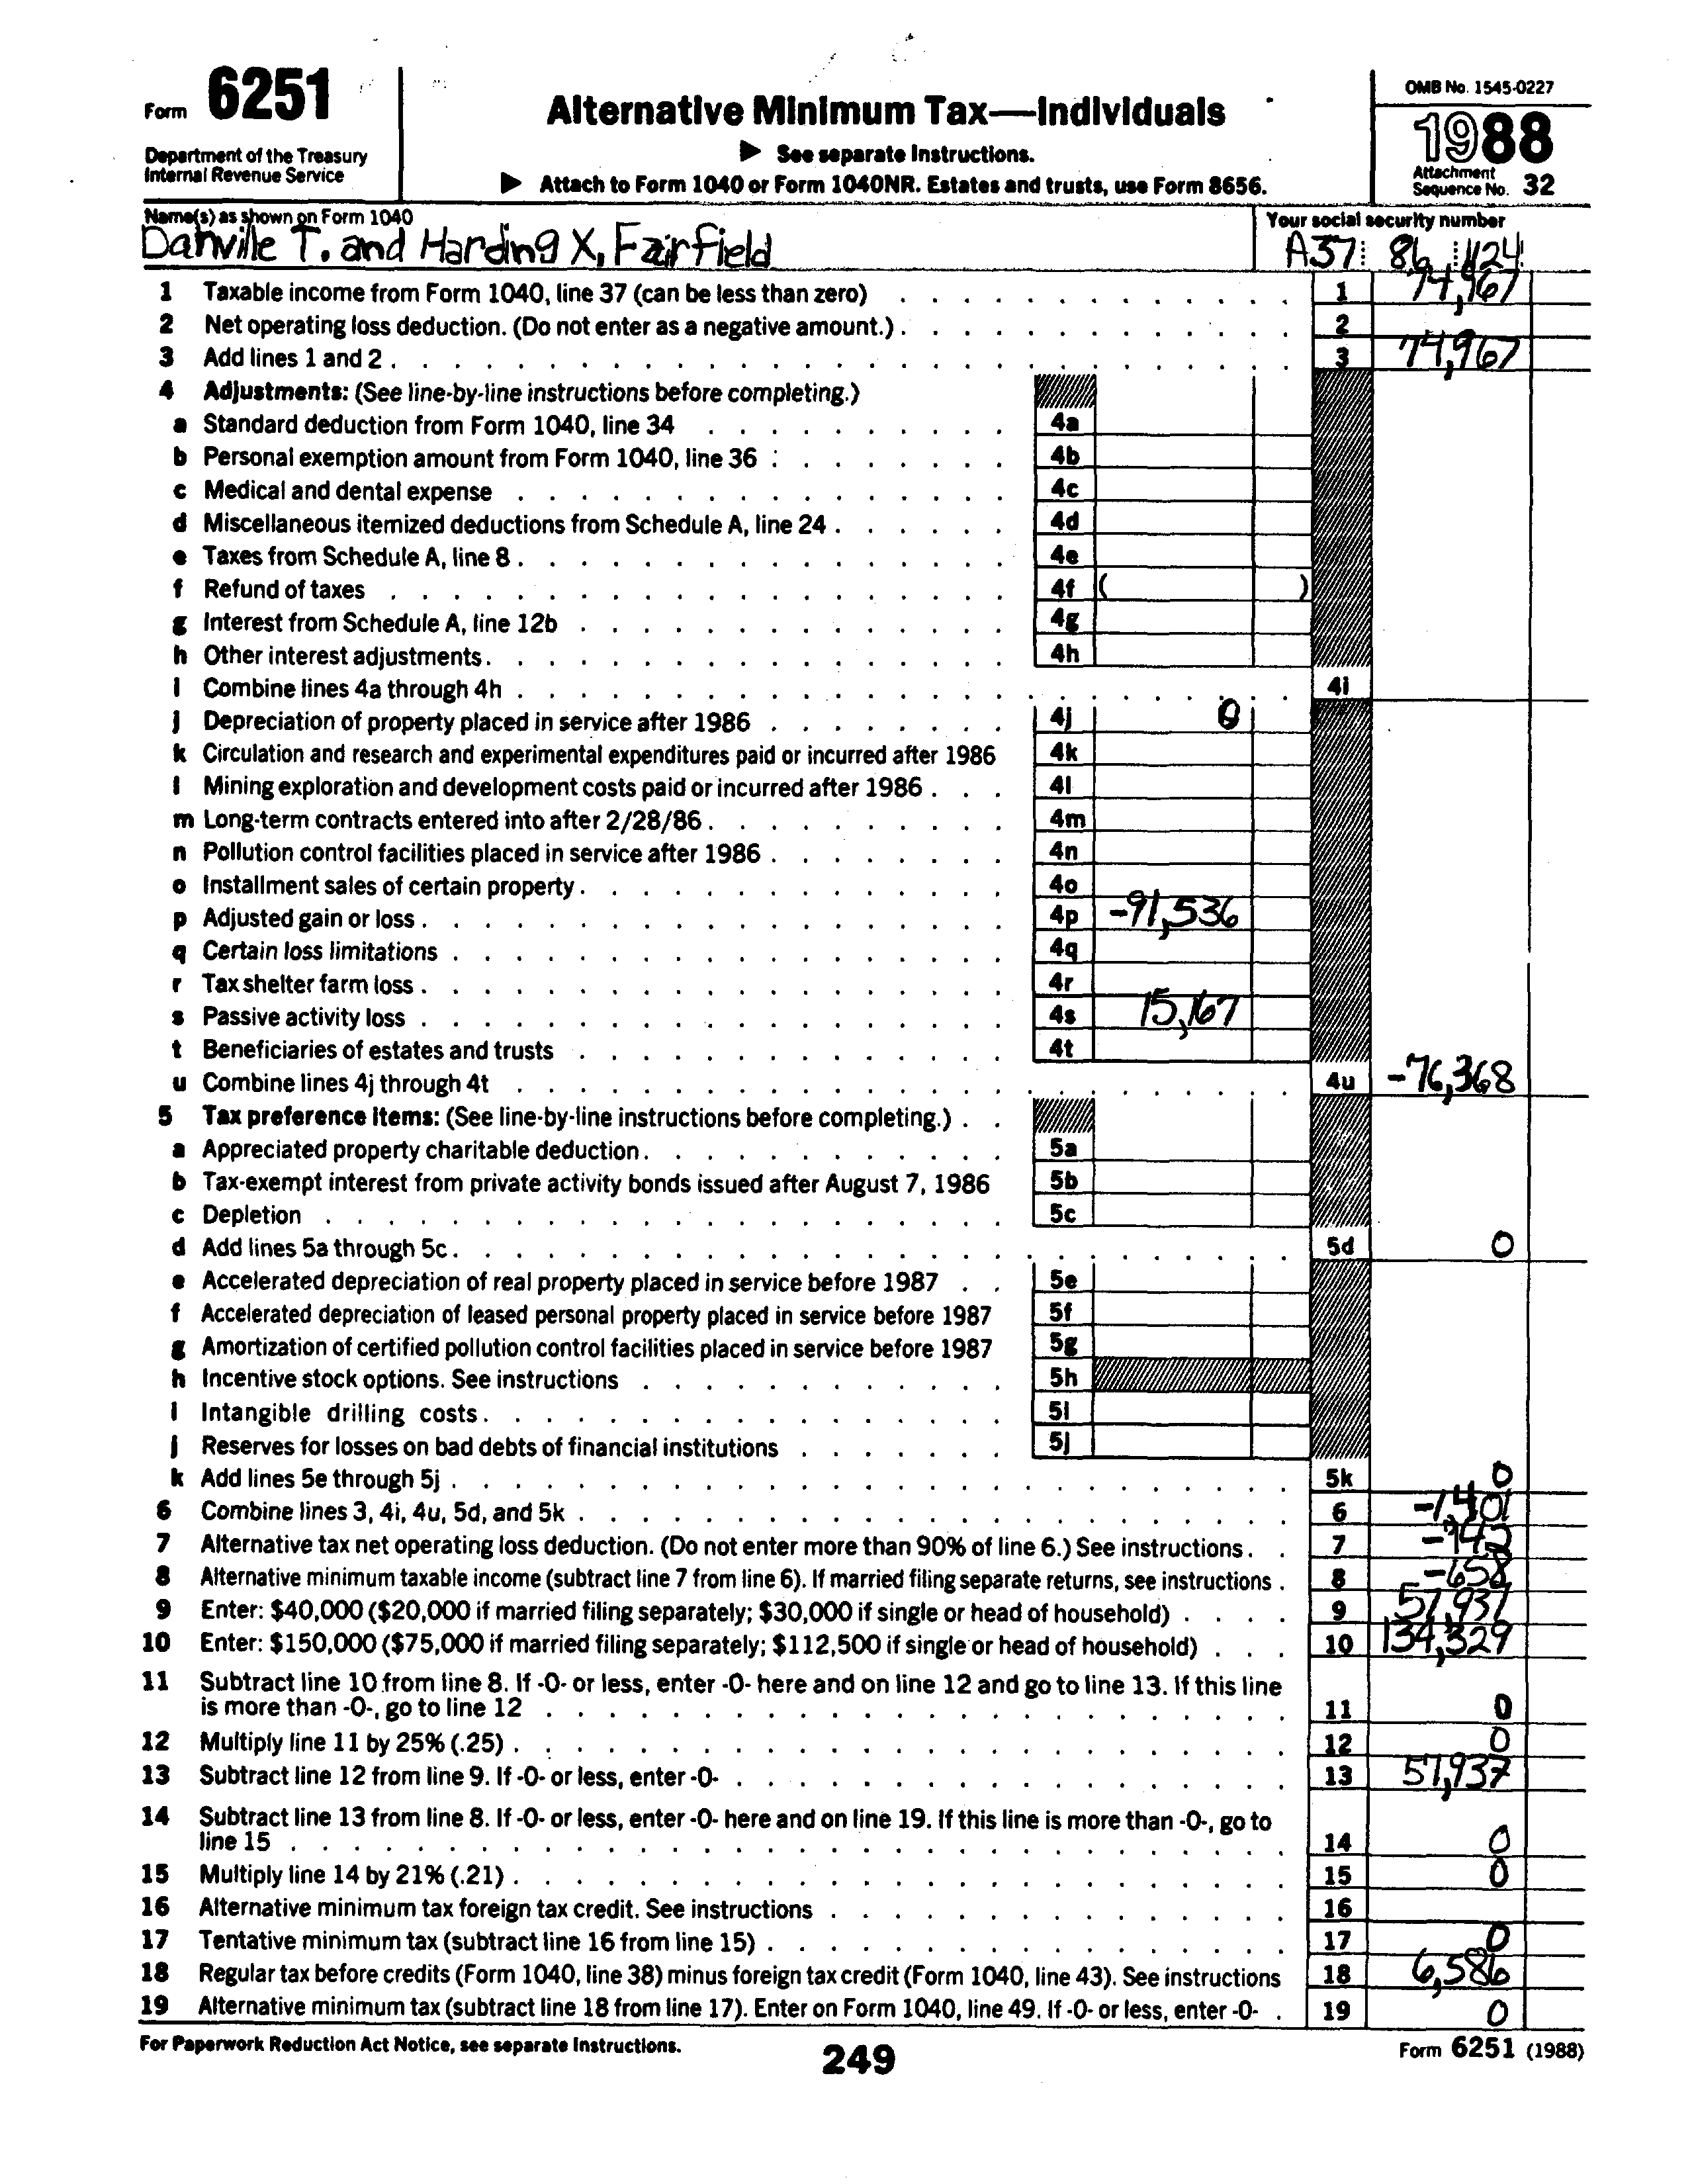 Form 6251
Department of the Treasury
Internal Revenue Service
Alternative Minimum Tax—Individuals
▶ See separate Instructions.
▶ Attach to Form 1040 or Form 1040NR. Estates and trusts, use Form 8656.
OMB No. 1545-0227
1988
Attachment
Sequence No. 32
Name(s) as shown on Form 1040
Danville T. and Harding X, Fairfield
Your social security number
A37 86 1124
1 Taxable income from Form 1040, line 37 (can be less than zero) 1 74,967
2 Net operating loss deduction. (Do not enter as a negative amount.) 2
3 Add lines 1 and 2 3 74,967
4 Adjustments: (See line-by-line instructions before completing.)
a Standard deduction from Form 1040, line 34 4a
b Personal exemption amount from Form 1040, line 36 4b
c Medical and dental expense 4c
d Miscellaneous itemized deductions from Schedule A, line 24 4d
e Taxes from Schedule A, line 8 4e
f Refund of taxes 4f ( )
g Interest from Schedule A, line 12b 4g
h Other interest adjustments 4h
i Combine lines 4a through 4h 4i
j Depreciation of property placed in service after 1986 4j 0
k Circulation and research and experimental expenditures paid or incurred after 1986 4k
l Mining exploration and development costs paid or incurred after 1986 4l
m Long-term contracts entered into after 2/28/86 4m
n Pollution control facilities placed in service after 1986 4n
o Installment sales of certain property 4o
p Adjusted gain or loss 4p -91,536
q Certain loss limitations 4q
r Tax shelter farm loss 4r
s Passive activity loss 4s 15,167
t Beneficiaries of estates and trusts 4t
u Combine lines 4j through 4t 4u -76,368
5 Tax preference items: (See line-by-line instructions before completing.)
a Appreciated property charitable deduction 5a
b Tax-exempt interest from private activity bonds issued after August 7, 1986 5b
c Depletion 5c
d Add lines 5a through 5c 5d 0
e Accelerated depreciation of real property placed in service before 1987 5e
f Accelerated depreciation of leased personal property placed in service before 1987 5f
g Amortization of certified pollution control facilities placed in service before 1987 5g
h Incentive stock options. See instructions 5h
i Intangible drilling costs 5i
j Reserves for losses on bad debts of financial institutions 5j
k Add lines 5e through 5j 5k 0
6 Combine lines 3, 4i, 4u, 5d, and 5k 6 -1,401
7 Alternative tax net operating loss deduction. (Do not enter more than 90% of line 6.) See instructions 7 -742
8 Alternative minimum taxable income (subtract line 7 from line 6). If married filing separate returns, see instructions 8 -658
9 Enter: $40,000 ($20,000 if married filing separately; $30,000 if single or head of household) 9 57,937
10 Enter: $150,000 ($75,000 if married filing separately; $112,500 if single or head of household) 10 134,329
11 Subtract line 10 from line 8. If -0- or less, enter -0- here and on line 12 and go to line 13. If this line
is more than -0-, go to line 12 11 0
12 Multiply line 11 by 25% (.25) 12 0
13 Subtract line 12 from line 9. If -0- or less, enter -0- 13 57,937
14 Subtract line 13 from line 8. If -0- or less, enter -0- here and on line 19. If this line is more than -0-, go to
line 15 14 0
15 Multiply line 14 by 21% (.21) 15 0
16 Alternative minimum tax foreign tax credit. See instructions 16
17 Tentative minimum tax (subtract line 16 from line 15) 17 0
18 Regular tax before credits (Form 1040, line 38) minus foreign tax credit (Form 1040, line 43). See instructions 18 6,586
19 Alternative minimum tax (subtract line 18 from line 17). Enter on Form 1040, line 49. If -0- or less, enter -0- 19 0
For Paperwork Reduction Act Notice, see separate Instructions.
249
Form 6251 (1988)